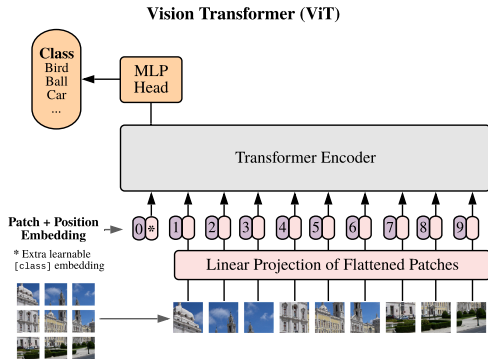 Vision Transformer (ViT)
Class
Bird
Ball
Car
...
MLP
Head
Transformer Encoder
Patch + Position
Embedding
* Extra learnable
[class] embedding
0 * 1 2 3 4 5 6 7 8 9
Linear Projection of Flattened Patches